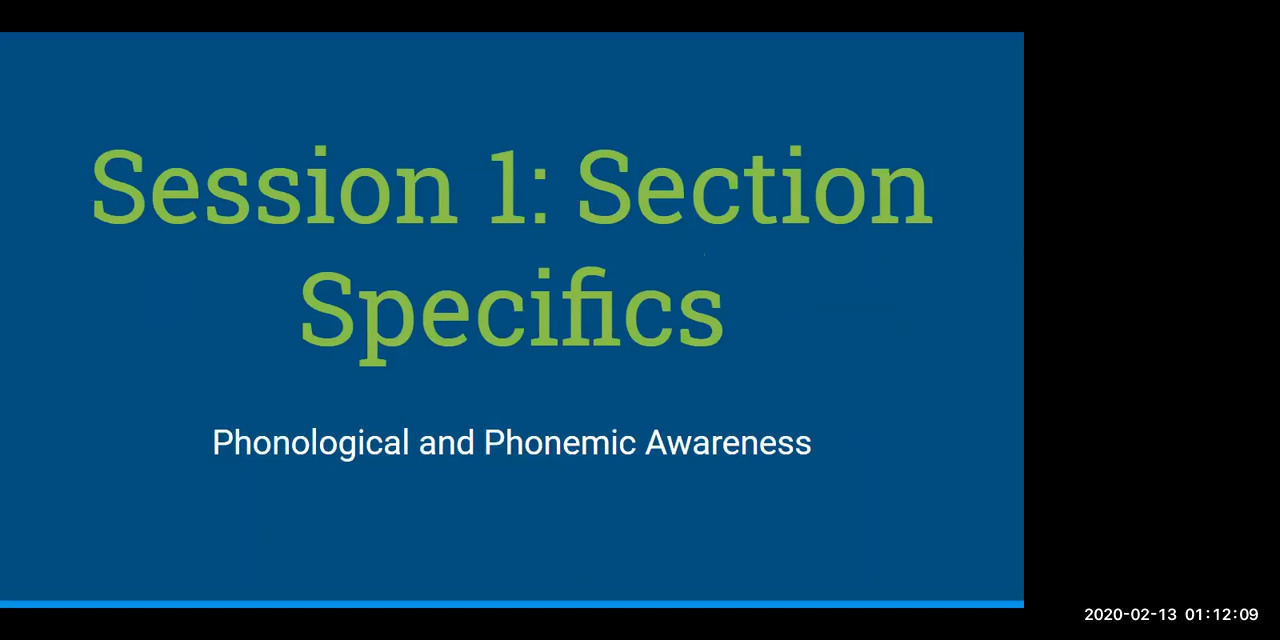 Session 1: Section
Specifics
Phonological and Phonemic Awareness
2020-02-13 01:12:09